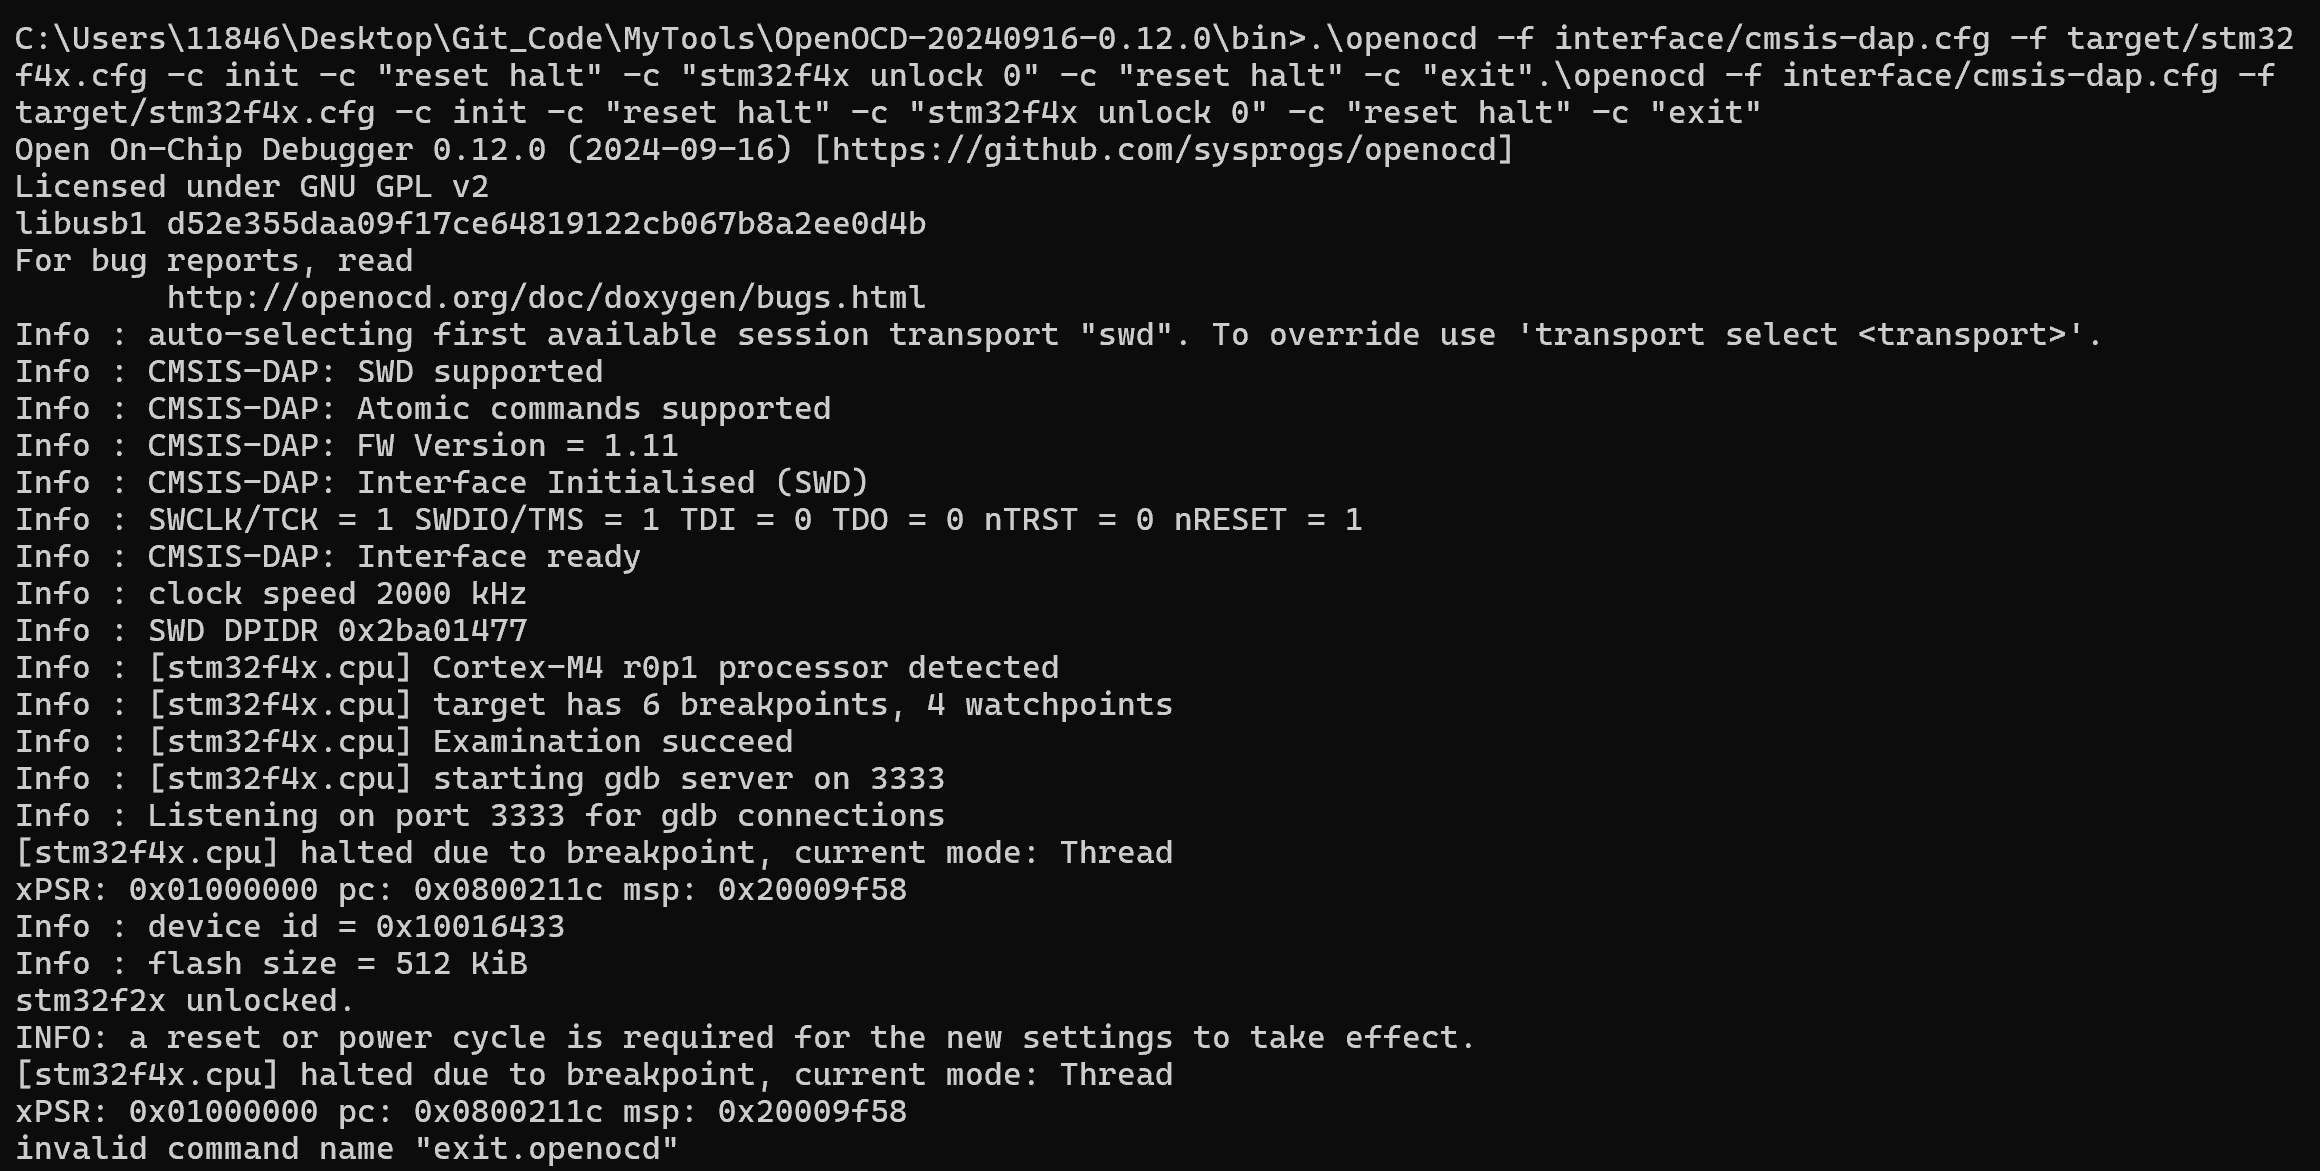 C:\Users\11846\Desktop\Git_Code\MyTools\OpenOCD-20240916-0.12.0\bin>.\openocd -f interface/cmsis-dap.cfg -f target/stm32
f4x.cfg -c init -c "reset halt" -c "stm32f4x unlock 0" -c "reset halt" -c "exit".\openocd -f interface/cmsis-dap.cfg -f
target/stm32f4x.cfg -c init -c "reset halt" -c "stm32f4x unlock 0" -c "reset halt" -c "exit"
Open On-Chip Debugger 0.12.0 (2024-09-16) [https://github.com/sysprogs/openocd]
Licensed under GNU GPL v2
libusb1 d52e355daa09f17ce64819122cb067b8a2ee0d4b
For bug reports, read
        http://openocd.org/doc/doxygen/bugs.html
Info : auto-selecting first available session transport "swd". To override use 'transport select <transport>'.
Info : CMSIS-DAP: SWD supported
Info : CMSIS-DAP: Atomic commands supported
Info : CMSIS-DAP: FW Version = 1.11
Info : CMSIS-DAP: Interface Initialised (SWD)
Info : SWCLK/TCK = 1 SWDIO/TMS = 1 TDI = 0 TDO = 0 nTRST = 0 nRESET = 1
Info : CMSIS-DAP: Interface ready
Info : clock speed 2000 kHz
Info : SWD DPIDR 0x2ba01477
Info : [stm32f4x.cpu] Cortex-M4 r0p1 processor detected
Info : [stm32f4x.cpu] target has 6 breakpoints, 4 watchpoints
Info : [stm32f4x.cpu] Examination succeed
Info : [stm32f4x.cpu] starting gdb server on 3333
Info : Listening on port 3333 for gdb connections
[stm32f4x.cpu] halted due to breakpoint, current mode: Thread
xPSR: 0x01000000 pc: 0x0800211c msp: 0x20009f58
Info : device id = 0x10016433
Info : flash size = 512 KiB
stm32f2x unlocked.
INFO: a reset or power cycle is required for the new settings to take effect.
[stm32f4x.cpu] halted due to breakpoint, current mode: Thread
xPSR: 0x01000000 pc: 0x0800211c msp: 0x20009f58
invalid command name "exit.openocd"